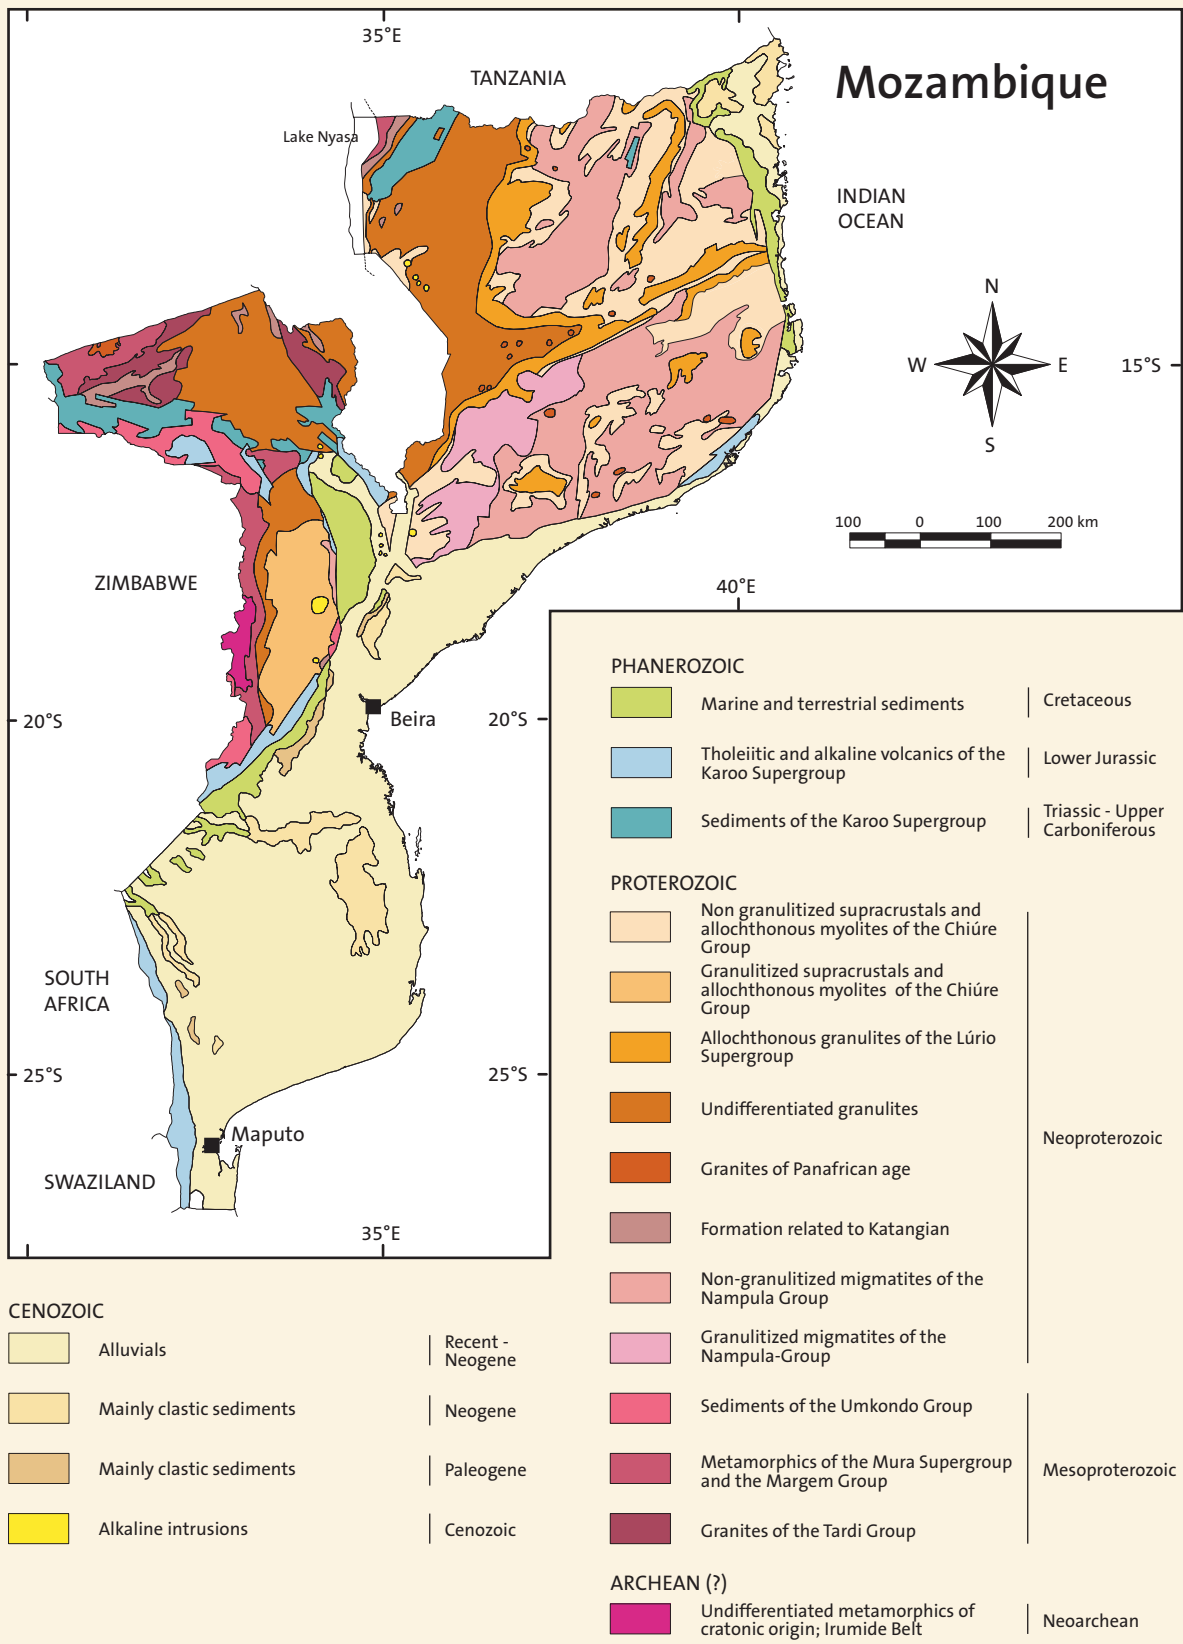 35°E
TANZANIA
Mozambique
Lake Nyasa
INDIAN
OCEAN
N
W
E
S
15°S
100
0
100
200 km
ZIMBABWE
40°E
20°S
Beira
20°S
SOUTH
AFRICA
25°S
25°S
Maputo
SWAZILAND
35°E
PHANEROZOIC
Marine and terrestrial sediments
Cretaceous
Tholeiitic and alkaline volcanics of the
Karoo Supergroup
Lower Jurassic
Sediments of the Karoo Supergroup
Triassic - Upper
Carboniferous
PROTEROZOIC
Non granulitized supracrustals and
allochthonous myolites of the Chiúre
Group
Granulitized supracrustals and
allochthonous myolites of the Chiúre
Group
Allochthonous granulites of the Lúrio
Supergroup
Undifferentiated granulites
Granites of Panafrican age
Formation related to Katangian
Non-granulitized migmatites of the
Nampula Group
Granulitized migmatites of the
Nampula-Group
Neoproterozoic
Sediments of the Umkondo Group
Metamorphics of the Mura Supergroup
and the Margem Group
Granites of the Tardi Group
Mesoproterozoic
ARCHEAN (?)
Undifferentiated metamorphics of
cratonic origin; Irumide Belt
Neoarchean
CENOZOIC
Alluvials
Recent -
Neogene
Mainly clastic sediments
Neogene
Mainly clastic sediments
Paleogene
Alkaline intrusions
Cenozoic